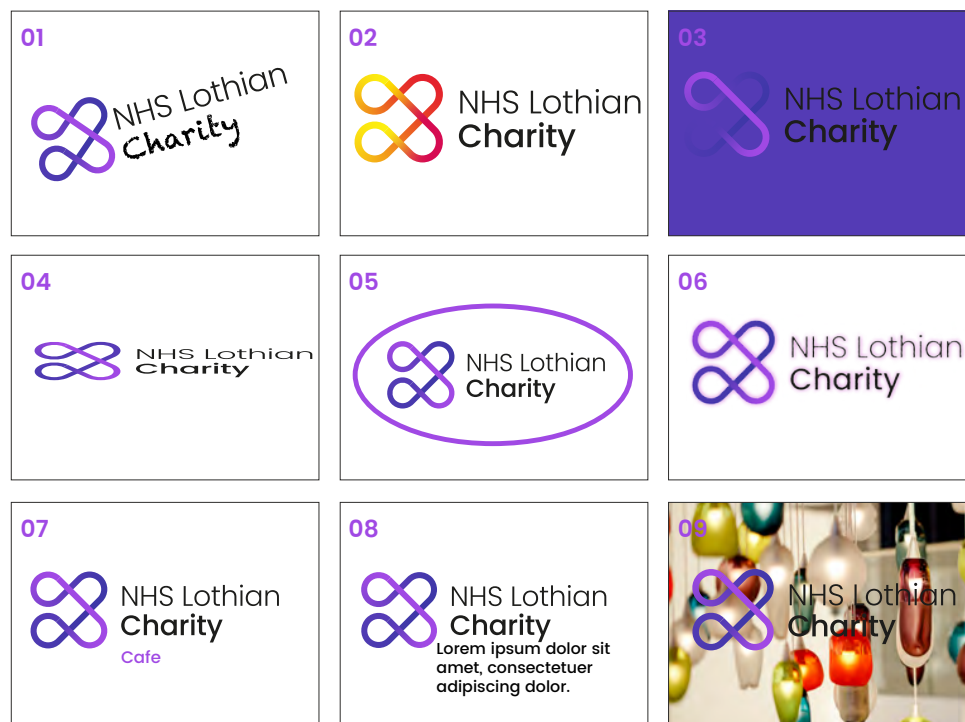 01
NHS Lothian
Charity
02
NHS Lothian
Charity
03
NHS Lothian
Charity
04
NHS Lothian
Charity
05
NHS Lothian
Charity
06
NHS Lothian
Charity
07
NHS Lothian
Charity
Cafe
08
NHS Lothian
Charity
Lorem ipsum dolor sit
amet, consectetuer
adipiscing dolor.
09
NHS Lothian
Charity